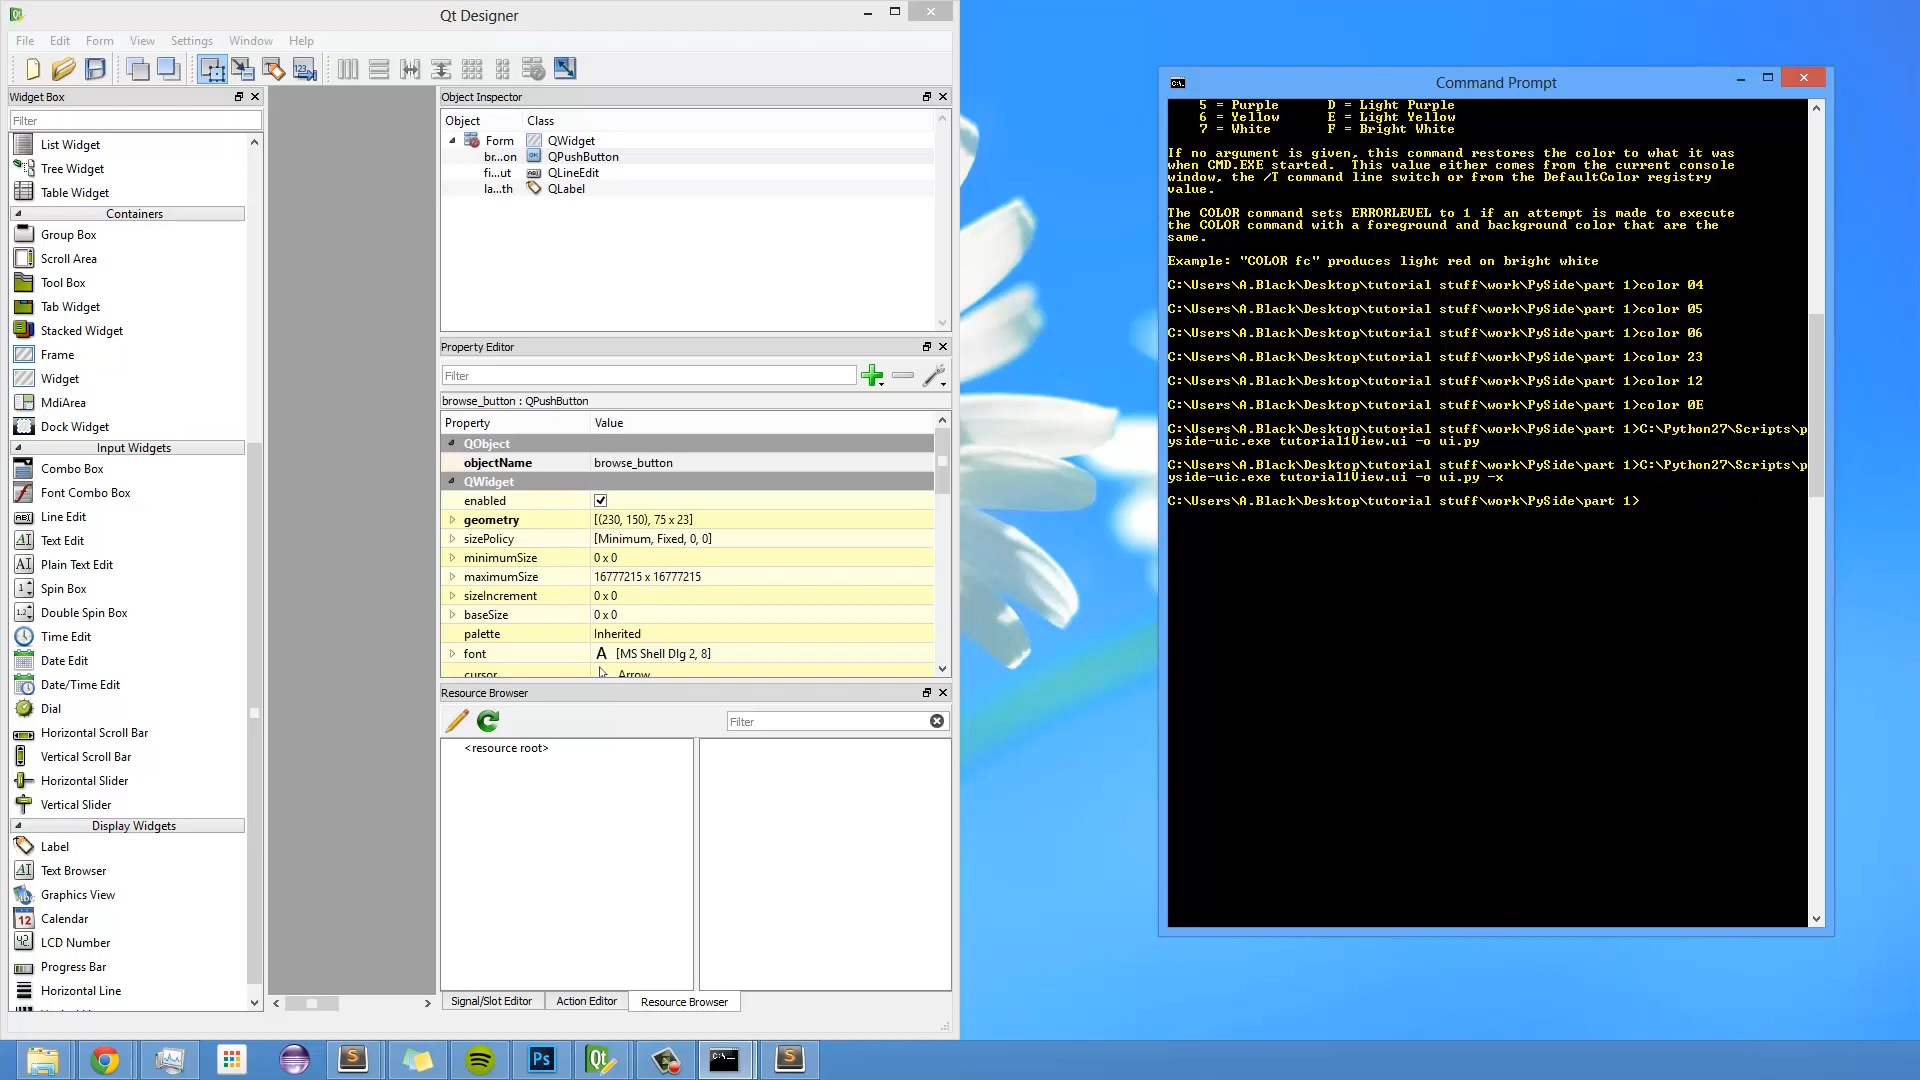 Qt Designer
File Edit Form View Settings Window Help
Widget Box
Filter
List Widget
Tree Widget
Table Widget
Containers
Group Box
Scroll Area
Tool Box
Tab Widget
Stacked Widget
Frame
Widget
MdiArea
Dock Widget
Input Widgets
Combo Box
Font Combo Box
Line Edit
Text Edit
Plain Text Edit
Spin Box
Double Spin Box
Time Edit
Date Edit
Date/Time Edit
Dial
Horizontal Scroll Bar
Vertical Scroll Bar
Horizontal Slider
Vertical Slider
Display Widgets
Label
Text Browser
Graphics View
Calendar
LCD Number
Progress Bar
Horizontal Line
Object Inspector
Object Class
Form QWidget
br...on QPushButton
fi...ut QLineEdit
la...th QLabel
Property Editor
Filter
browse_button : QPushButton
Property Value
QObject
objectName browse_button
QWidget
enabled
geometry [(230, 150), 75 x 23]
sizePolicy [Minimum, Fixed, 0, 0]
minimumSize 0 x 0
maximumSize 16777215 x 16777215
sizeIncrement 0 x 0
baseSize 0 x 0
palette Inherited
font A [MS Shell Dlg 2, 8]
cursor Arrow
Resource Browser
Filter
<resource root>
Signal/Slot Editor Action Editor Resource Browser
Command Prompt
5 = Purple D = Light Purple
6 = Yellow E = Light Yellow
7 = White F = Bright White
If no argument is given, this command restores the color to what it was
when CMD.EXE started. This value either comes from the current console
window, the /T command line switch or from the DefaultColor registry
value.
The COLOR command sets ERRORLEVEL to 1 if an attempt is made to execute
the COLOR command with a foreground and background color that are the
same.
Example: "COLOR fc" produces light red on bright white
C:\Users\A.Black\Desktop\tutorial stuff\work\PySide\part 1>color 04
C:\Users\A.Black\Desktop\tutorial stuff\work\PySide\part 1>color 05
C:\Users\A.Black\Desktop\tutorial stuff\work\PySide\part 1>color 06
C:\Users\A.Black\Desktop\tutorial stuff\work\PySide\part 1>color 23
C:\Users\A.Black\Desktop\tutorial stuff\work\PySide\part 1>color 12
C:\Users\A.Black\Desktop\tutorial stuff\work\PySide\part 1>color 0E
C:\Users\A.Black\Desktop\tutorial stuff\work\PySide\part 1>C:\Python27\Scripts\p
yside-uic.exe tutorial1View.ui -o ui.py
C:\Users\A.Black\Desktop\tutorial stuff\work\PySide\part 1>C:\Python27\Scripts\p
yside-uic.exe tutorial1View.ui -o ui.py -x
C:\Users\A.Black\Desktop\tutorial stuff\work\PySide\part 1>